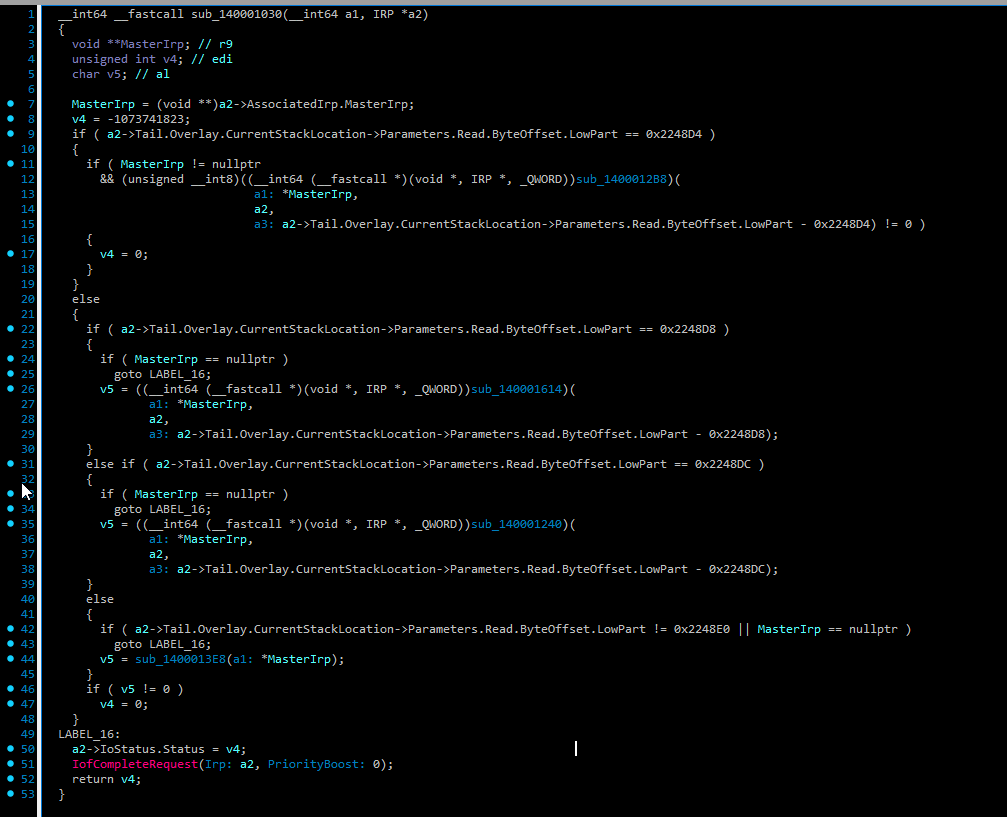 1 __int64 __fastcall sub_140001030(__int64 a1, IRP *a2)
2 {
3   void **MasterIrp; // r9
4   unsigned int v4; // edi
5   char v5; // al
6
7   MasterIrp = (void **)a2->AssociatedIrp.MasterIrp;
8   v4 = -1073741823;
9   if ( a2->Tail.Overlay.CurrentStackLocation->Parameters.Read.ByteOffset.LowPart == 0x2248D4 )
10   {
11     if ( MasterIrp != nullptr
12       && (unsigned __int8)((__int64 (__fastcall *)(void *, IRP *, _QWORD))sub_1400012B8)(
13                             a1: *MasterIrp,
14                             a2,
15                             a3: a2->Tail.Overlay.CurrentStackLocation->Parameters.Read.ByteOffset.LowPart - 0x2248D4) != 0 )
16     {
17       v4 = 0;
18     }
19   }
20   else
21   {
22     if ( a2->Tail.Overlay.CurrentStackLocation->Parameters.Read.ByteOffset.LowPart == 0x2248D8 )
23     {
24       if ( MasterIrp == nullptr )
25         goto LABEL_16;
26       v5 = ((__int64 (__fastcall *)(void *, IRP *, _QWORD))sub_140001614)(
27              a1: *MasterIrp,
28              a2,
29              a3: a2->Tail.Overlay.CurrentStackLocation->Parameters.Read.ByteOffset.LowPart - 0x2248D8);
30     }
31     else if ( a2->Tail.Overlay.CurrentStackLocation->Parameters.Read.ByteOffset.LowPart == 0x2248DC )
32     {
if ( MasterIrp == nullptr )
34         goto LABEL_16;
35       v5 = ((__int64 (__fastcall *)(void *, IRP *, _QWORD))sub_140001240)(
36              a1: *MasterIrp,
37              a2,
38              a3: a2->Tail.Overlay.CurrentStackLocation->Parameters.Read.ByteOffset.LowPart - 0x2248DC);
39     }
40     else
41     {
42       if ( a2->Tail.Overlay.CurrentStackLocation->Parameters.Read.ByteOffset.LowPart != 0x2248E0 || MasterIrp == nullptr )
43         goto LABEL_16;
44       v5 = sub_1400013E8(a1: *MasterIrp);
45     }
46     if ( v5 != 0 )
47       v4 = 0;
48   }
49 LABEL_16:
50   a2->IoStatus.Status = v4;
51   IofCompleteRequest(Irp: a2, PriorityBoost: 0);
52   return v4;
53 }